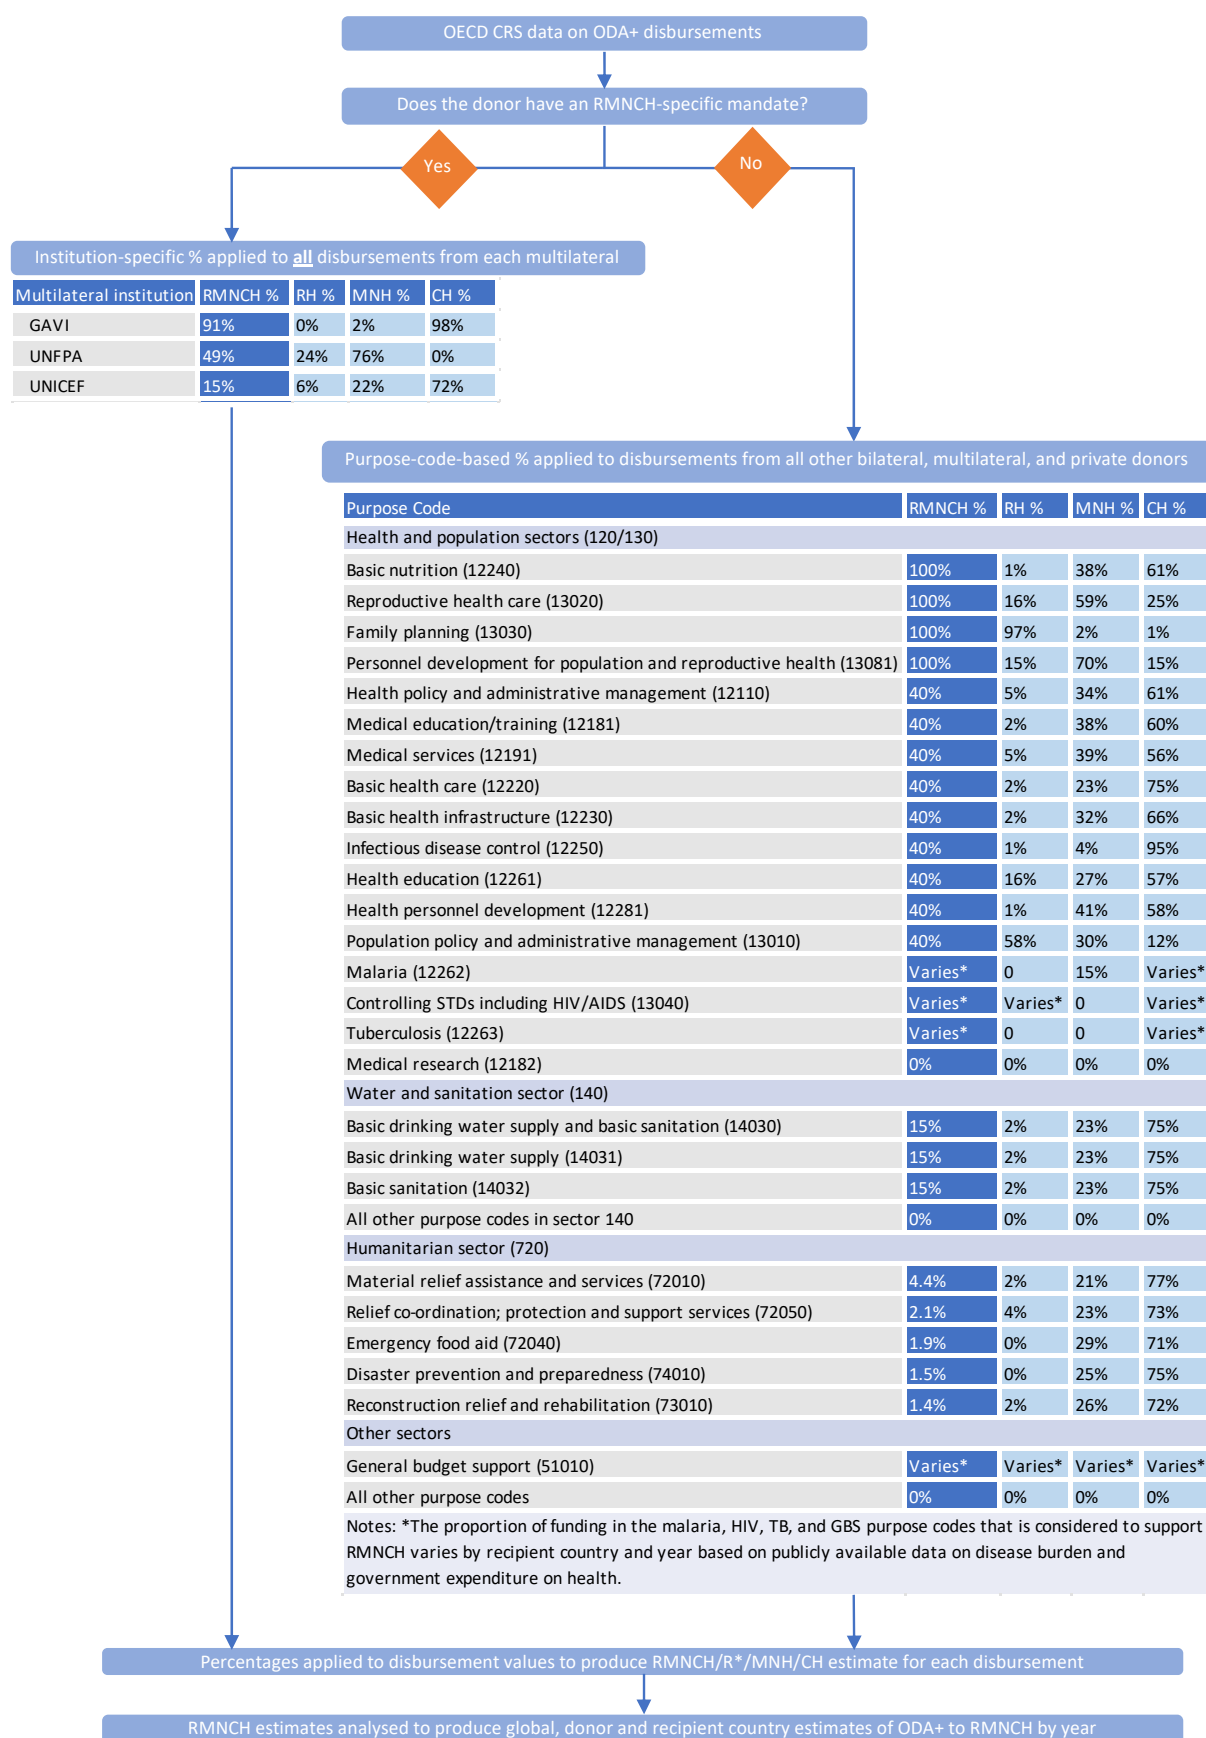 OECD CRS data on ODA+ disbursements
Does the donor have an RMNCH-specific mandate?
Yes
No
Institution-specific % applied to all disbursements from each multilateral
Multilateral institution RMNCH % RH % MNH % CH %
GAVI 91% 0% 2% 98%
UNFPA 49% 24% 76% 0%
UNICEF 15% 6% 22% 72%
Purpose-code-based % applied to disbursements from all other bilateral, multilateral, and private donors
Purpose Code RMNCH % RH % MNH % CH %
Health and population sectors (120/130)
Basic nutrition (12240) 100% 1% 38% 61%
Reproductive health care (13020) 100% 16% 59% 25%
Family planning (13030) 100% 97% 2% 1%
Personnel development for population and reproductive health (13081) 100% 15% 70% 15%
Health policy and administrative management (12110) 40% 5% 34% 61%
Medical education/training (12181) 40% 2% 38% 60%
Medical services (12191) 40% 5% 39% 56%
Basic health care (12220) 40% 2% 23% 75%
Basic health infrastructure (12230) 40% 2% 32% 66%
Infectious disease control (12250) 40% 1% 4% 95%
Health education (12261) 40% 16% 27% 57%
Health personnel development (12281) 40% 1% 41% 58%
Population policy and administrative management (13010) 40% 58% 30% 12%
Malaria (12262) Varies* 0 15% Varies*
Controlling STDs including HIV/AIDS (13040) Varies* Varies* 0 Varies*
Tuberculosis (12263) Varies* 0 0 Varies*
Medical research (12182) 0% 0% 0% 0%
Water and sanitation sector (140)
Basic drinking water supply and basic sanitation (14030) 15% 2% 23% 75%
Basic drinking water supply (14031) 15% 2% 23% 75%
Basic sanitation (14032) 15% 2% 23% 75%
All other purpose codes in sector 140 0% 0% 0% 0%
Humanitarian sector (720)
Material relief assistance and services (72010) 4.4% 2% 21% 77%
Relief co-ordination; protection and support services (72050) 2.1% 4% 23% 73%
Emergency food aid (72040) 1.9% 0% 29% 71%
Disaster prevention and preparedness (74010) 1.5% 0% 25% 75%
Reconstruction relief and rehabilitation (73010) 1.4% 2% 26% 72%
Other sectors
General budget support (51010) Varies* Varies* Varies* Varies*
All other purpose codes 0% 0% 0% 0%
Notes: *The proportion of funding in the malaria, HIV, TB, and GBS purpose codes that is considered to support
RMNCH varies by recipient country and year based on publicly available data on disease burden and
government expenditure on health.
Percentages applied to disbursement values to produce RMNCH/R*/MNH/CH estimate for each disbursement
RMNCH estimates analysed to produce global, donor and recipient country estimates of ODA+ to RMNCH by year